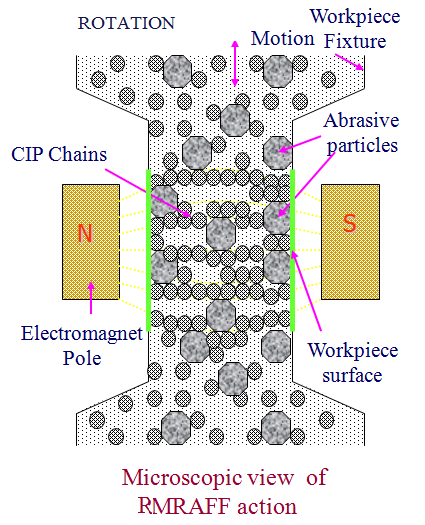 ROTATION
Motion
Workpiece
Fixture
Abrasive
particles
CIP Chains
N
S
Electromagnet
Pole
Workpiece
surface
Microscopic view of
RMRAFF action